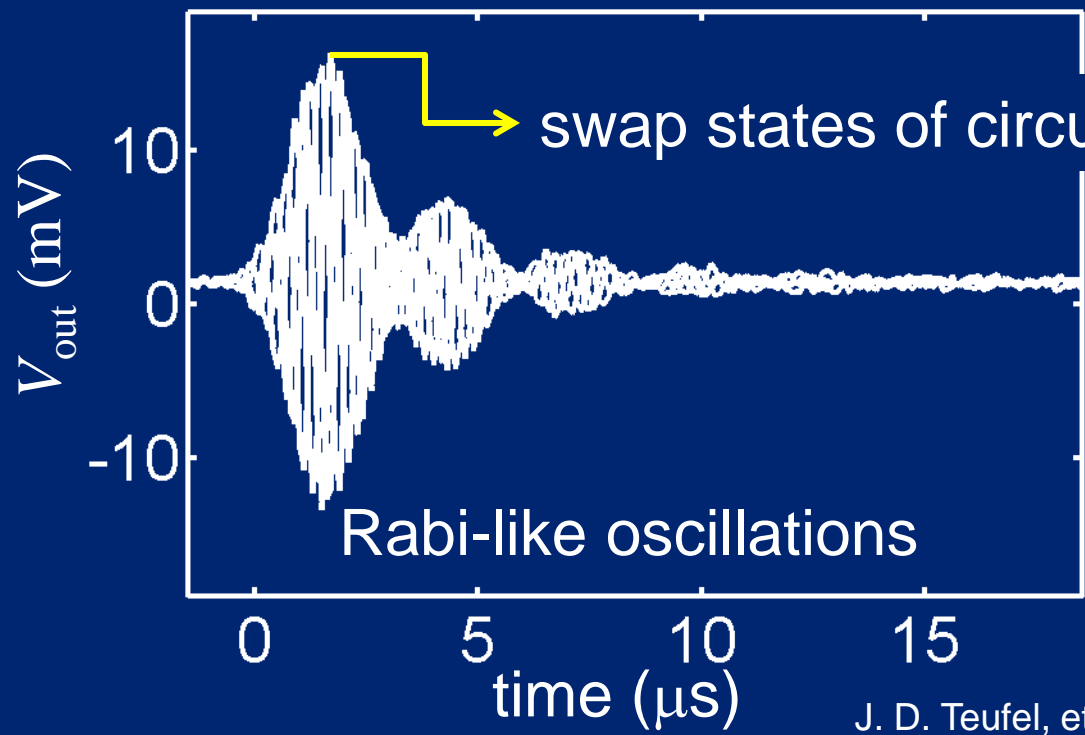 10
swap states of circu
V_out (mV)
0
-10
Rabi-like oscillations
0 5 10 15
time (μs)
J. D. Teufel, et